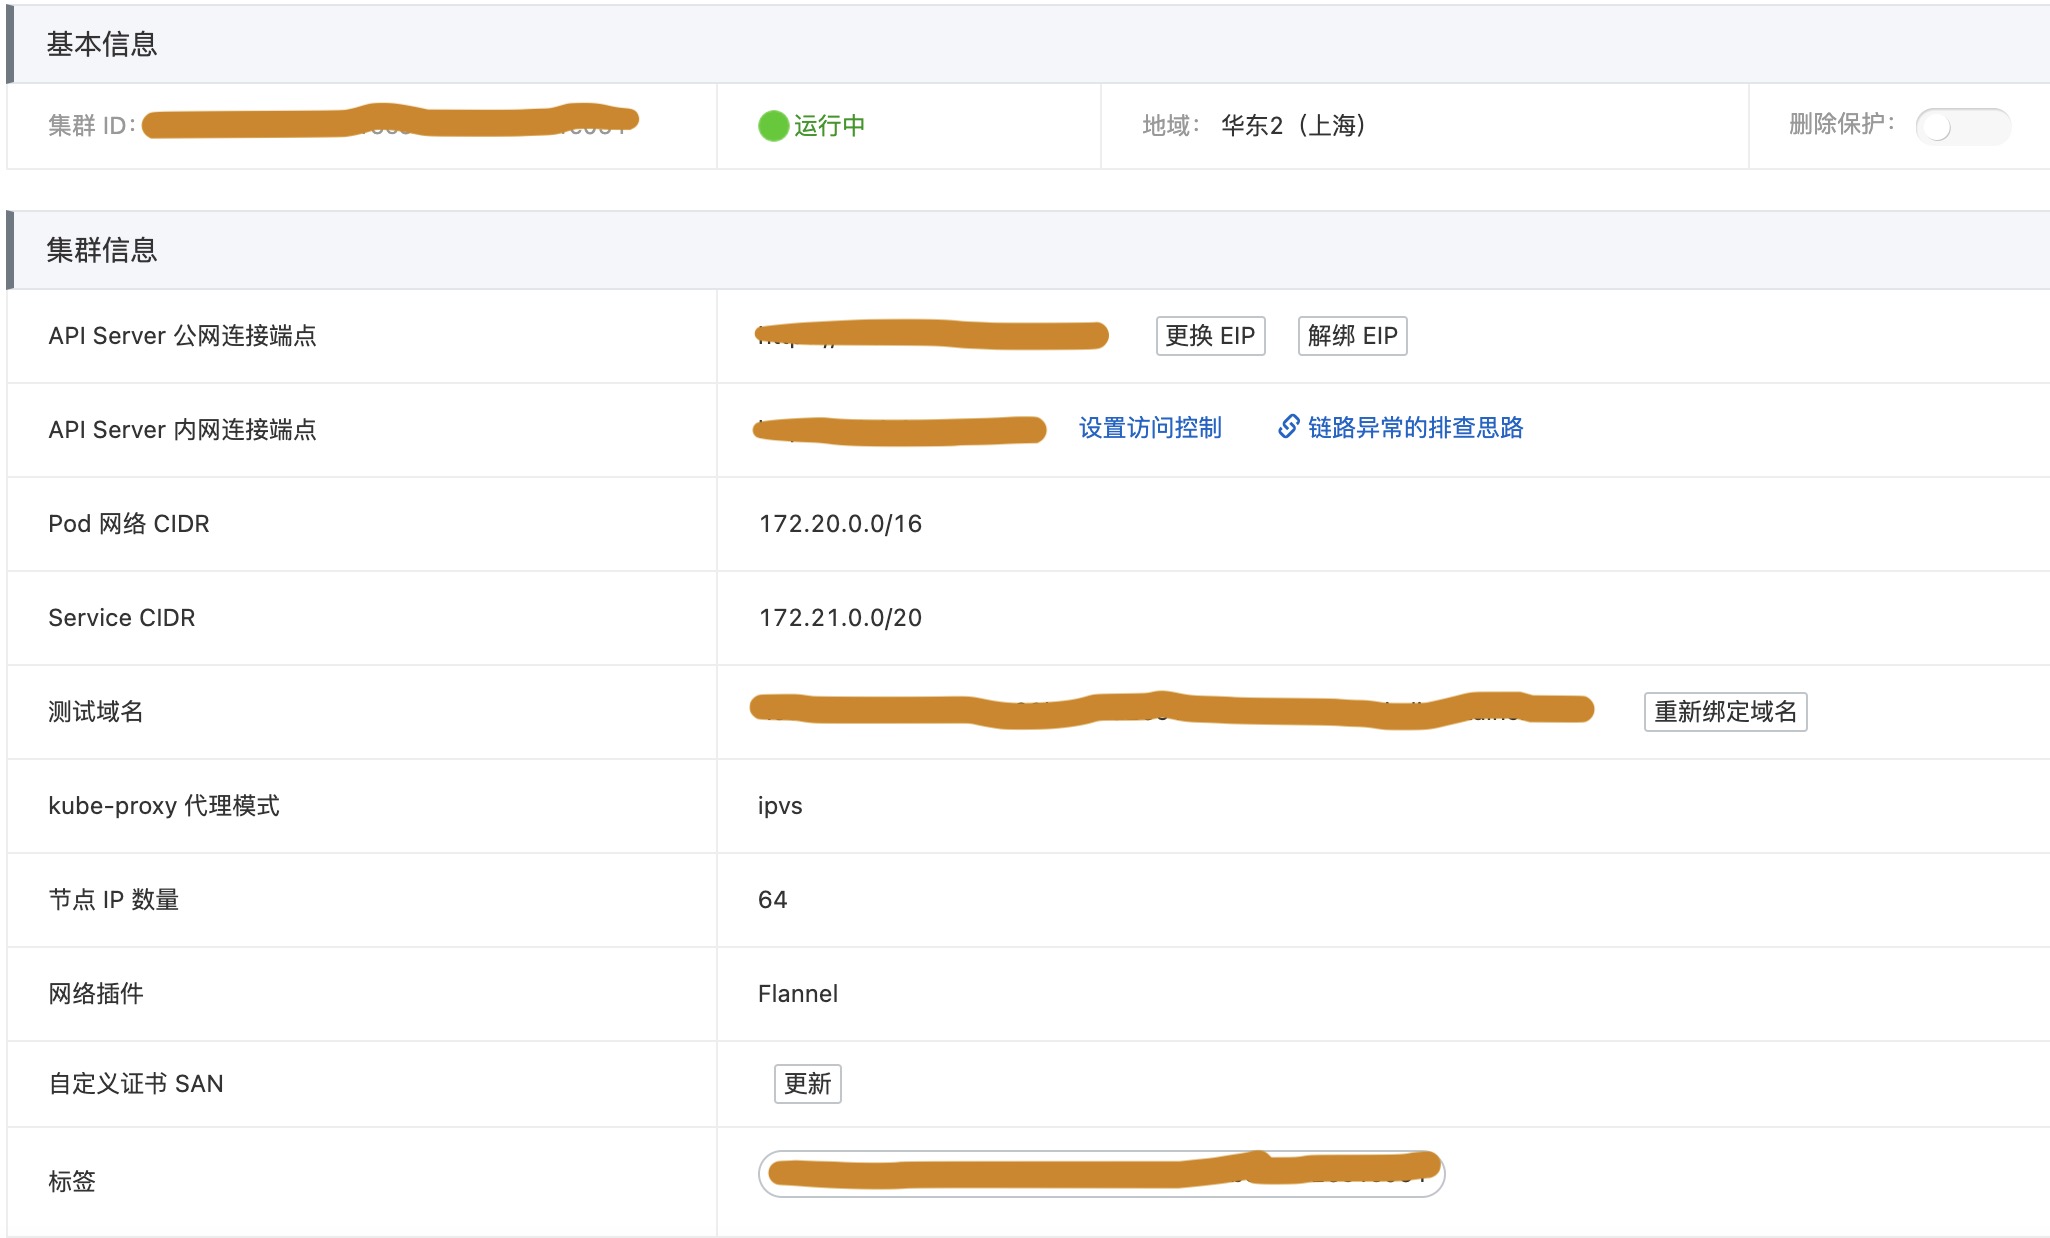 基本信息
集群 ID:
运行中
地域： 华东2（上海）
删除保护：
集群信息
API Server 公网连接端点 更换 EIP 解绑 EIP
API Server 内网连接端点 设置访问控制 链路异常的排查思路
Pod 网络 CIDR 172.20.0.0/16
Service CIDR 172.21.0.0/20
测试域名 重新绑定域名
kube-proxy 代理模式 ipvs
节点 IP 数量 64
网络插件 Flannel
自定义证书 SAN 更新
标签